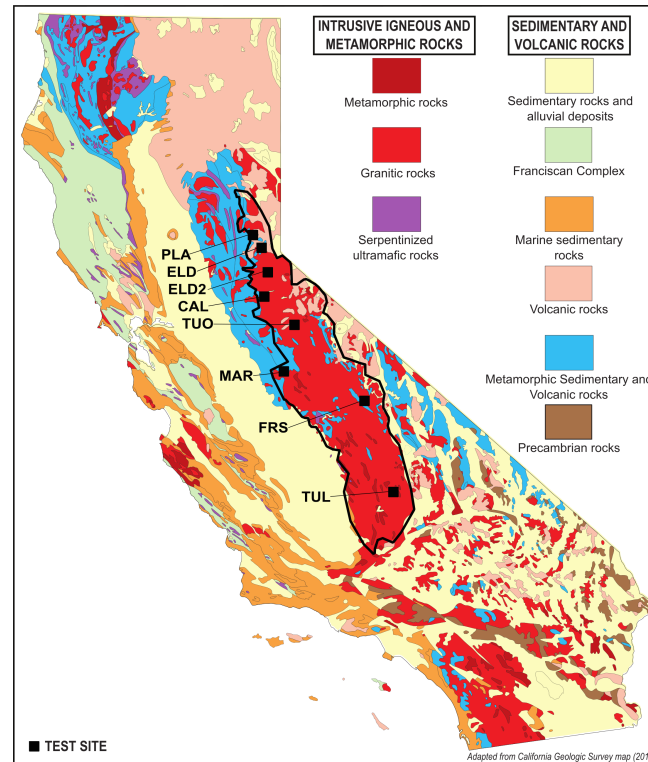 INTRUSIVE IGNEOUS AND
METAMORPHIC ROCKS
Metamorphic rocks
Granitic rocks
Serpentinized
ultramafic rocks
SEDIMENTARY AND
VOLCANIC ROCKS
Sedimentary rocks and
alluvial deposits
Franciscan Complex
Marine sedimentary
rocks
Volcanic rocks
Metamorphic Sedimentary and
Volcanic rocks
Precambrian rocks
PLA
ELD
ELD2
CAL
TUO
MAR
FRS
TUL
TEST SITE
Adapted from California Geologic Survey map (201